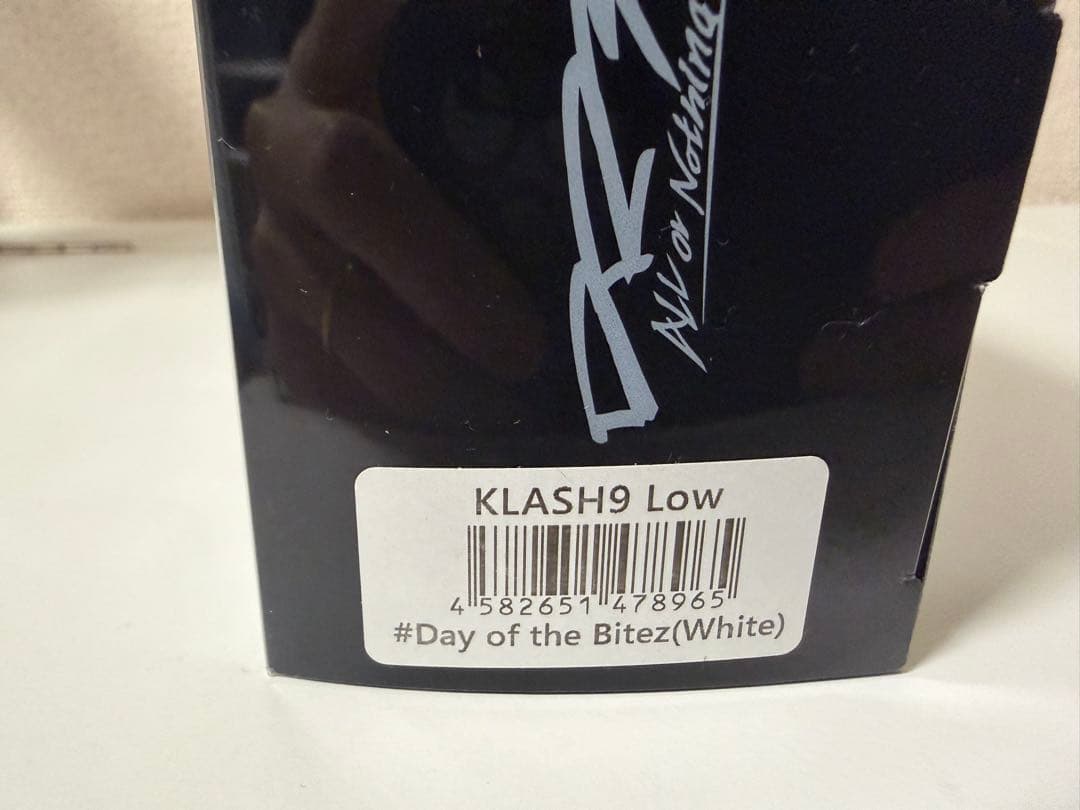 All or Nothing
KLASH9 Low
4 582651 478965
#Day of the Bitez(White)